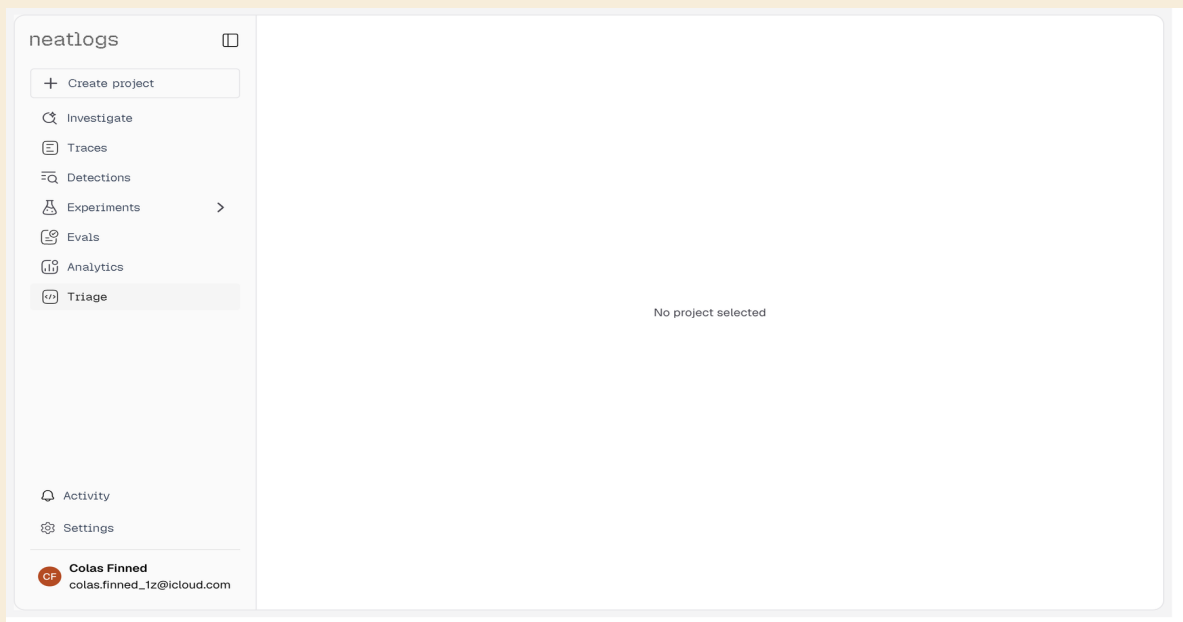 neatlogs
Create project
Investigate
Traces
Detections
Experiments
Evals
Analytics
Triage
No project selected
Activity
Settings
CF
Colas Finned
colas.finned_1z@icloud.com